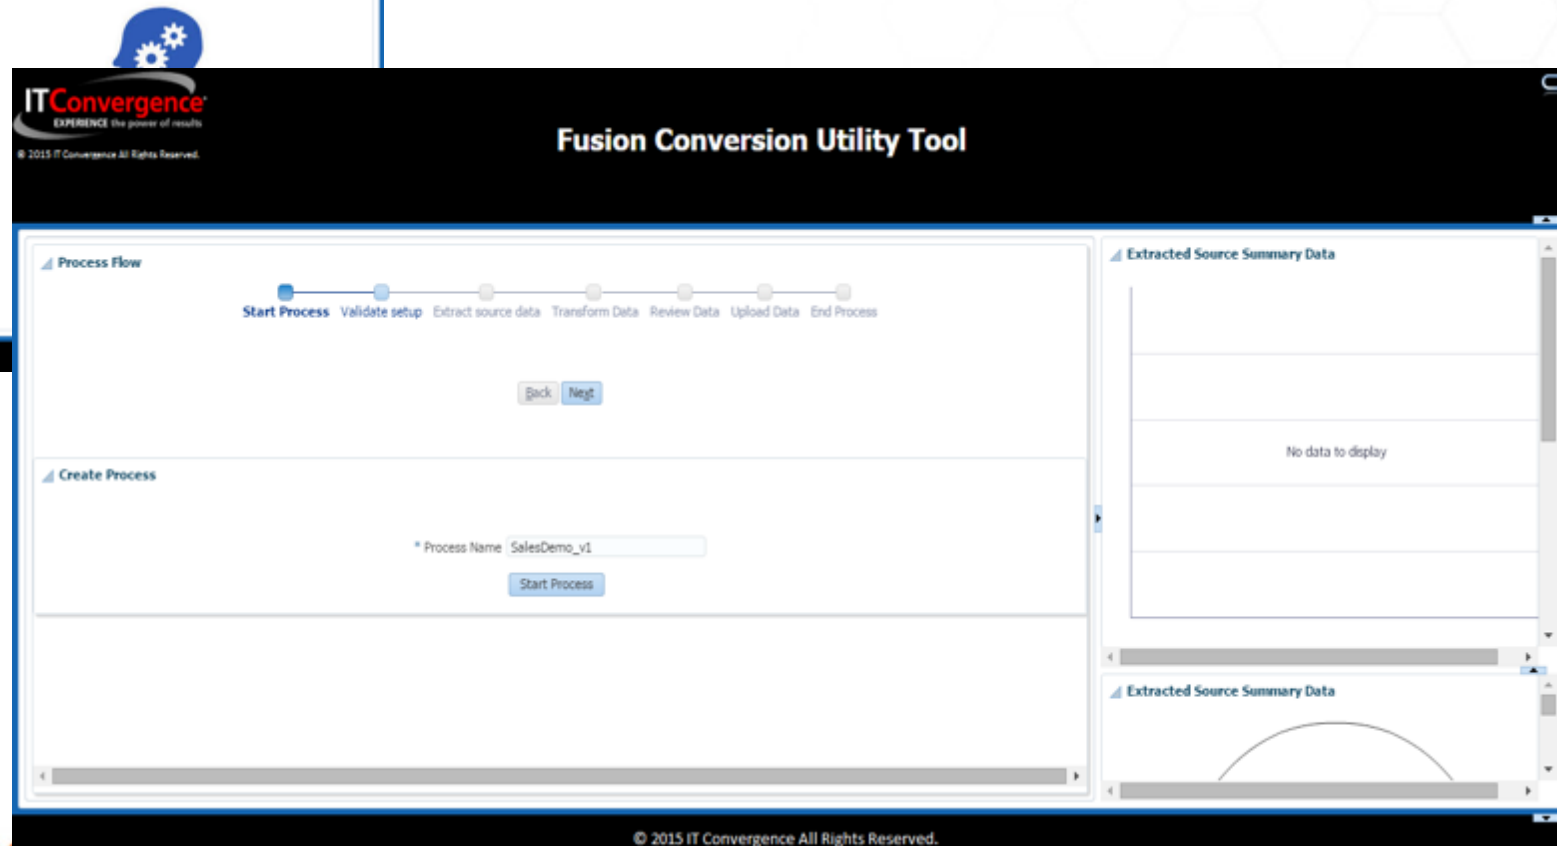 ITConvergence
EXPERIENCE the power of results
© 2015 IT Convergence All Rights Reserved.
Fusion Conversion Utility Tool
Process Flow
Start Process Validate setup Extract source data Transform Data Review Data Upload Data End Process
Back Next
Create Process
* Process Name SalesDemo_v1
Start Process
Extracted Source Summary Data
No data to display
Extracted Source Summary Data
© 2015 IT Convergence All Rights Reserved.